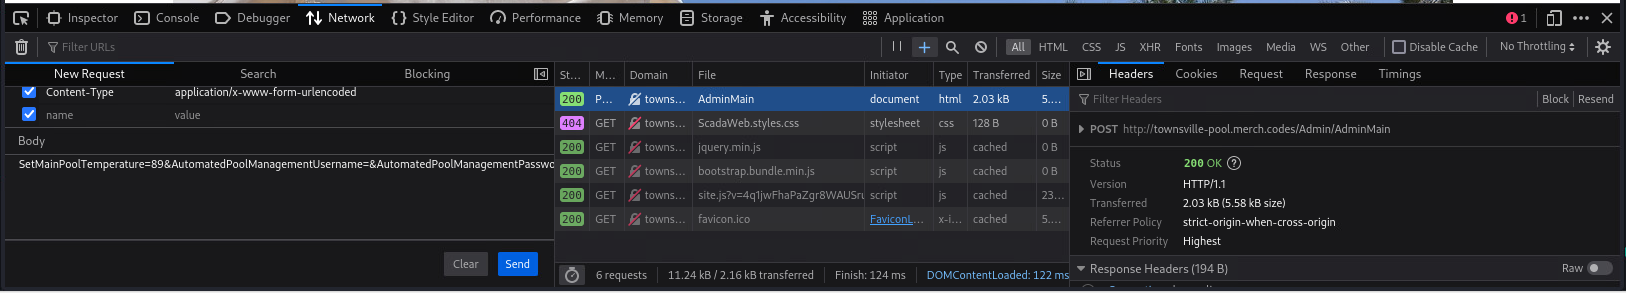 Inspector Console Debugger Network Style Editor Performance Memory Storage Accessibility Application 1
Filter URLs All HTML CSS JS XHR Fonts Images Media WS Other Disable Cache No Throttling
New Request Search Blocking
Content-Type application/x-www-form-urlencoded
name value
Body
SetMainPoolTemperature=89&AutomatedPoolManagementUsername=&AutomatedPoolManagementPasswo
Clear Send
St... M... Domain File Initiator Type Transferred Size
200 P... towns... AdminMain document html 2.03 kB 5....
404 GET towns... ScadaWeb.styles.css stylesheet css 128 B 0 B
200 GET towns... jquery.min.js script js cached 0 B
200 GET towns... bootstrap.bundle.min.js script js cached 0 B
200 GET towns... site.js?v=4q1jwFhaPaZgr8WAUSru script js cached 23...
200 GET towns... favicon.ico FaviconL... x-i... cached 5....
6 requests 11.24 kB / 2.16 kB transferred Finish: 124 ms DOMContentLoaded: 122 ms
Headers Cookies Request Response Timings
Filter Headers Block Resend
POST http://townsville-pool.merch.codes/Admin/AdminMain
Status 200 OK ?
Version HTTP/1.1
Transferred 2.03 kB (5.58 kB size)
Referrer Policy strict-origin-when-cross-origin
Request Priority Highest
Response Headers (194 B) Raw